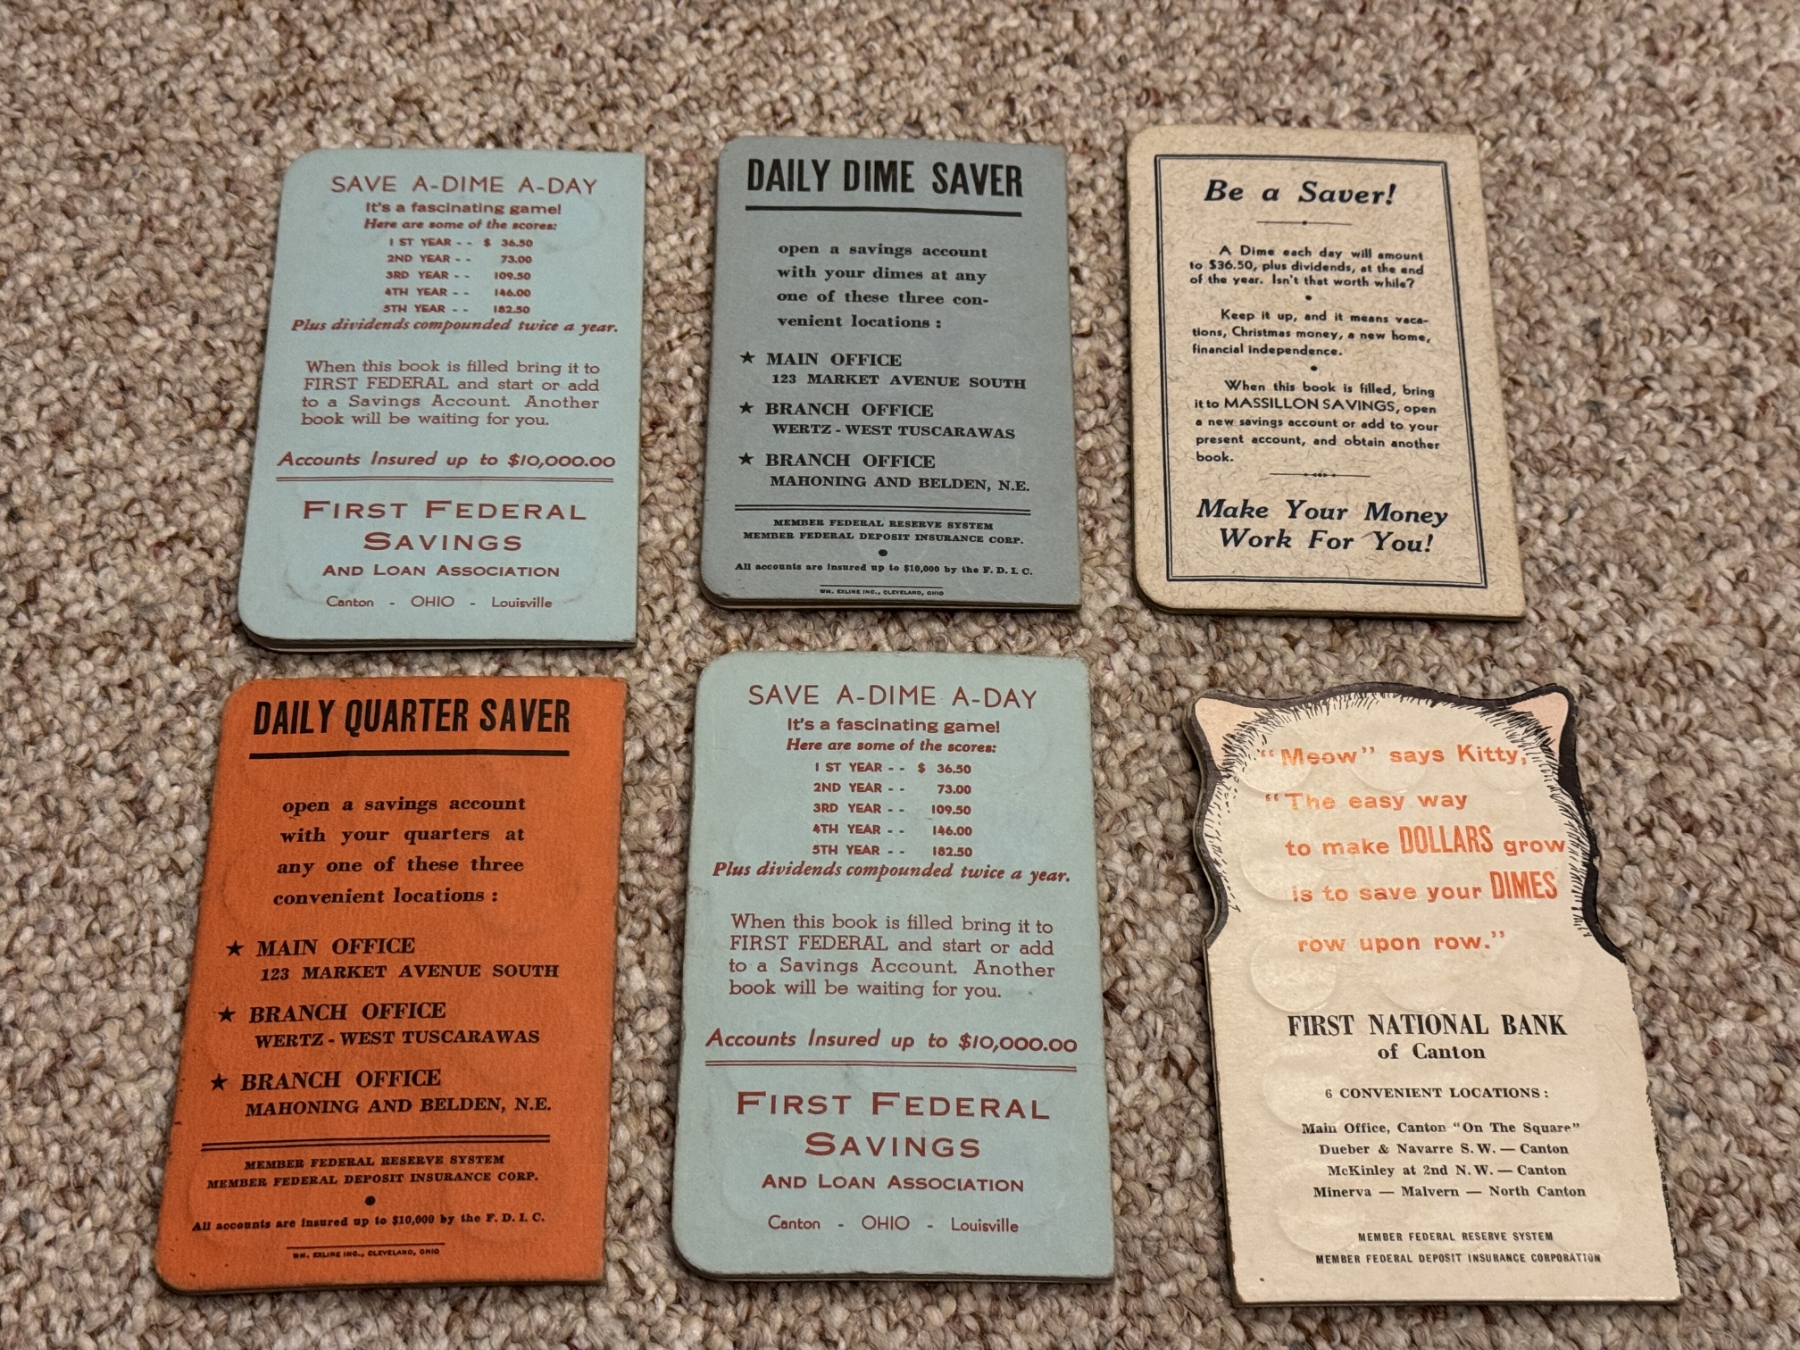 SAVE A-DIME A-DAY
It's a fascinating game!
Here are some of the scores:
1 ST YEAR - - $ 36.50
2ND YEAR - - 73.00
3RD YEAR - - 109.50
4TH YEAR - - 146.00
5TH YEAR - - 182.50
Plus dividends compounded twice a year.
When this book is filled bring it to
FIRST FEDERAL and start or add
to a Savings Account. Another
book will be waiting for you.
Accounts Insured up to $10,000.00
FIRST FEDERAL
SAVINGS
AND LOAN ASSOCIATION
Canton - OHIO - Louisville
DAILY DIME SAVER
open a savings account
with your dimes at any
one of these three con-
venient locations :
★ MAIN OFFICE
123 MARKET AVENUE SOUTH
★ BRANCH OFFICE
WERTZ - WEST TUSCARAWAS
★ BRANCH OFFICE
MAHONING AND BELDEN, N.E.
MEMBER FEDERAL RESERVE SYSTEM
MEMBER FEDERAL DEPOSIT INSURANCE CORP.
All accounts are insured up to $10,000 by the F. D. I. C.
WM. EXLINE INC., CLEVELAND, OHIO
Be a Saver!
A Dime each day will amount
to $36.50, plus dividends, at the end
of the year. Isn't that worth while?
Keep it up, and it means vaca-
tions, Christmas money, a new home,
financial independence.
When this book is filled, bring
it to MASSILLON SAVINGS, open
a new savings account or add to your
present account, and obtain another
book.
Make Your Money
Work For You!
DAILY QUARTER SAVER
open a savings account
with your quarters at
any one of these three
convenient locations :
★ MAIN OFFICE
123 MARKET AVENUE SOUTH
★ BRANCH OFFICE
WERTZ - WEST TUSCARAWAS
★ BRANCH OFFICE
MAHONING AND BELDEN, N.E.
MEMBER FEDERAL RESERVE SYSTEM
MEMBER FEDERAL DEPOSIT INSURANCE CORP.
All accounts are insured up to $10,000 by the F. D. I. C.
WM. EXLINE INC., CLEVELAND, OHIO
SAVE A-DIME A-DAY
It's a fascinating game!
Here are some of the scores:
1 ST YEAR - - $ 36.50
2ND YEAR - - 73.00
3RD YEAR - - 109.50
4TH YEAR - - 146.00
5TH YEAR - - 182.50
Plus dividends compounded twice a year.
When this book is filled bring it to
FIRST FEDERAL and start or add
to a Savings Account. Another
book will be waiting for you.
Accounts Insured up to $10,000.00
FIRST FEDERAL
SAVINGS
AND LOAN ASSOCIATION
Canton - OHIO - Louisville
"Meow" says Kitty,
"The easy way
to make DOLLARS grow
is to save your DIMES
row upon row."
FIRST NATIONAL BANK
of Canton
6 CONVENIENT LOCATIONS :
Main Office, Canton "On The Square"
Dueber & Navarre S. W. — Canton
McKinley at 2nd N. W. — Canton
Minerva — Malvern — North Canton
MEMBER FEDERAL RESERVE SYSTEM
MEMBER FEDERAL DEPOSIT INSURANCE CORPORATION